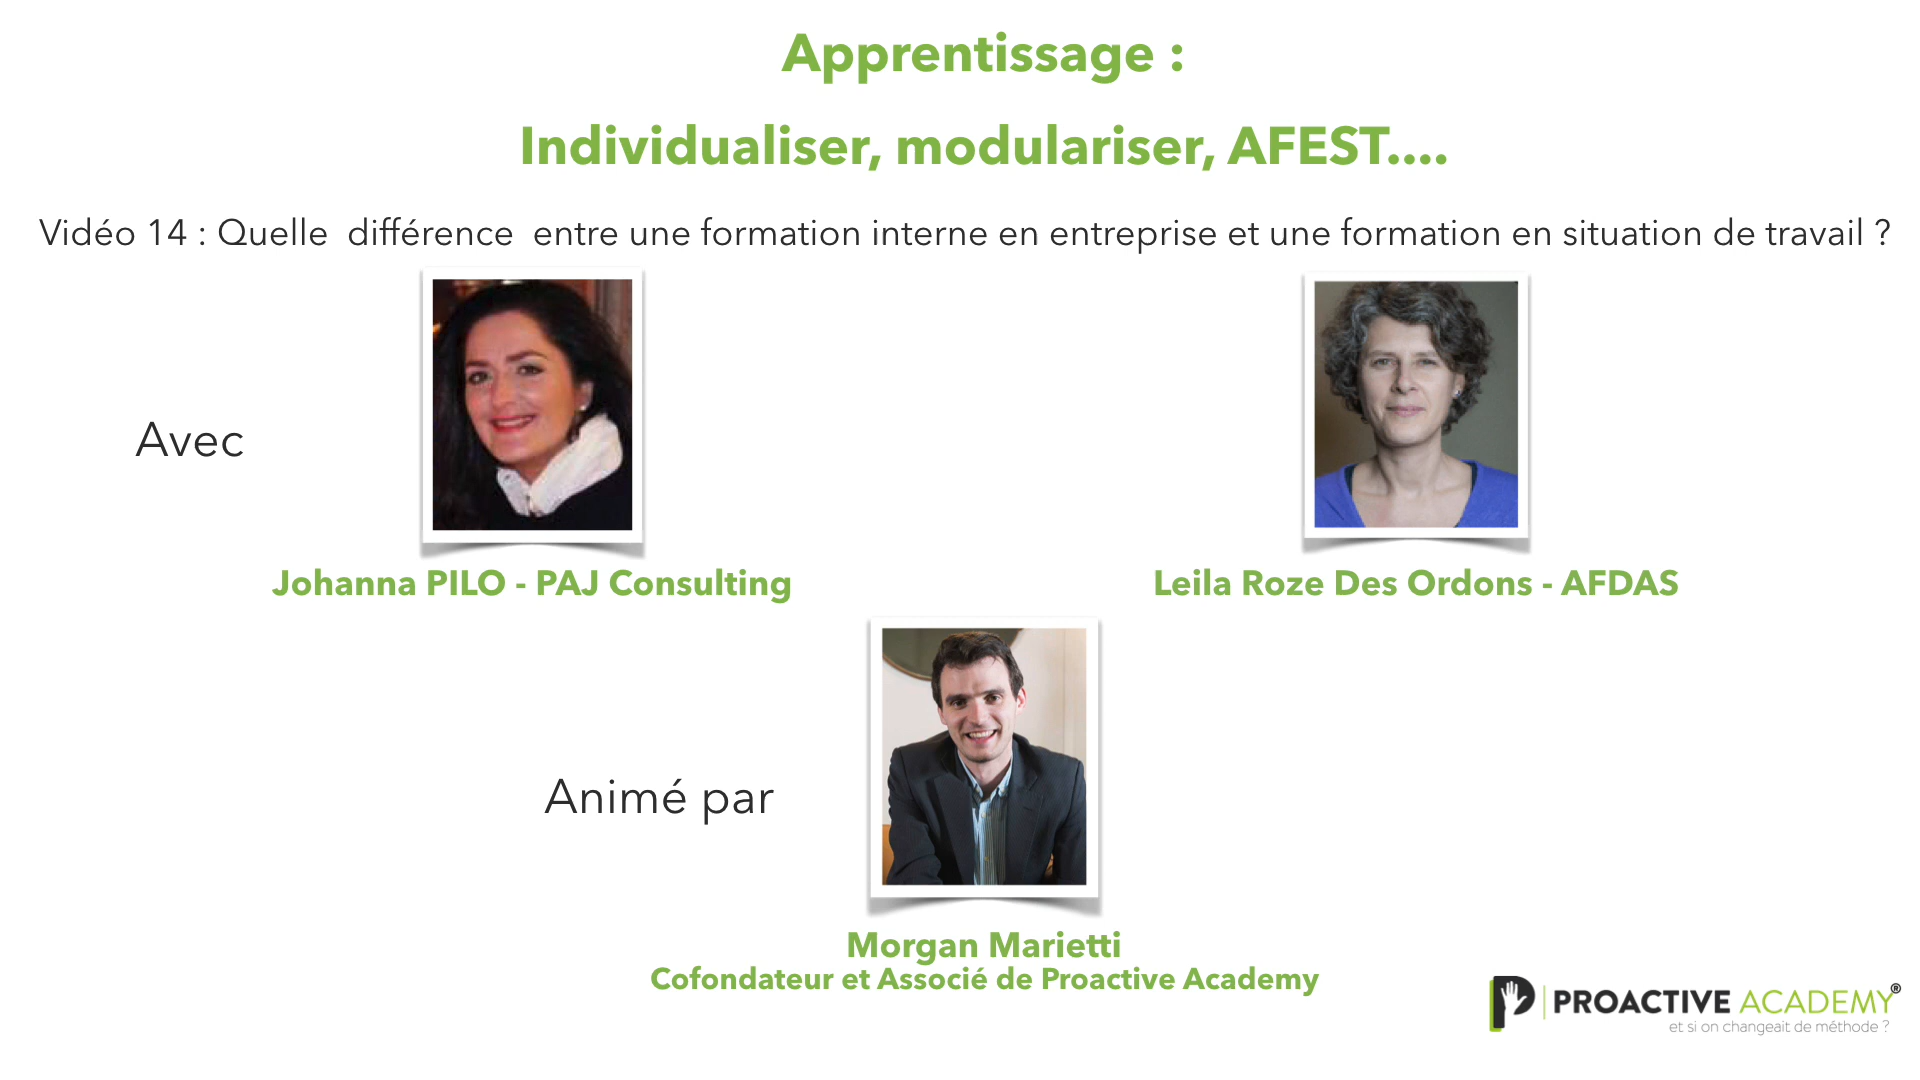 Apprentissage :
Individualiser, modulariser, AFEST....
Vidéo 14 : Quelle différence entre une formation interne en entreprise et une formation en situation de travail ?
Avec
Johanna PILO - PAJ Consulting
Leila Roze Des Ordons - AFDAS
Animé par
Morgan Marietti
Cofondateur et Associé de Proactive Academy
PROACTIVE ACADEMY®
et si on changeait de méthode ?